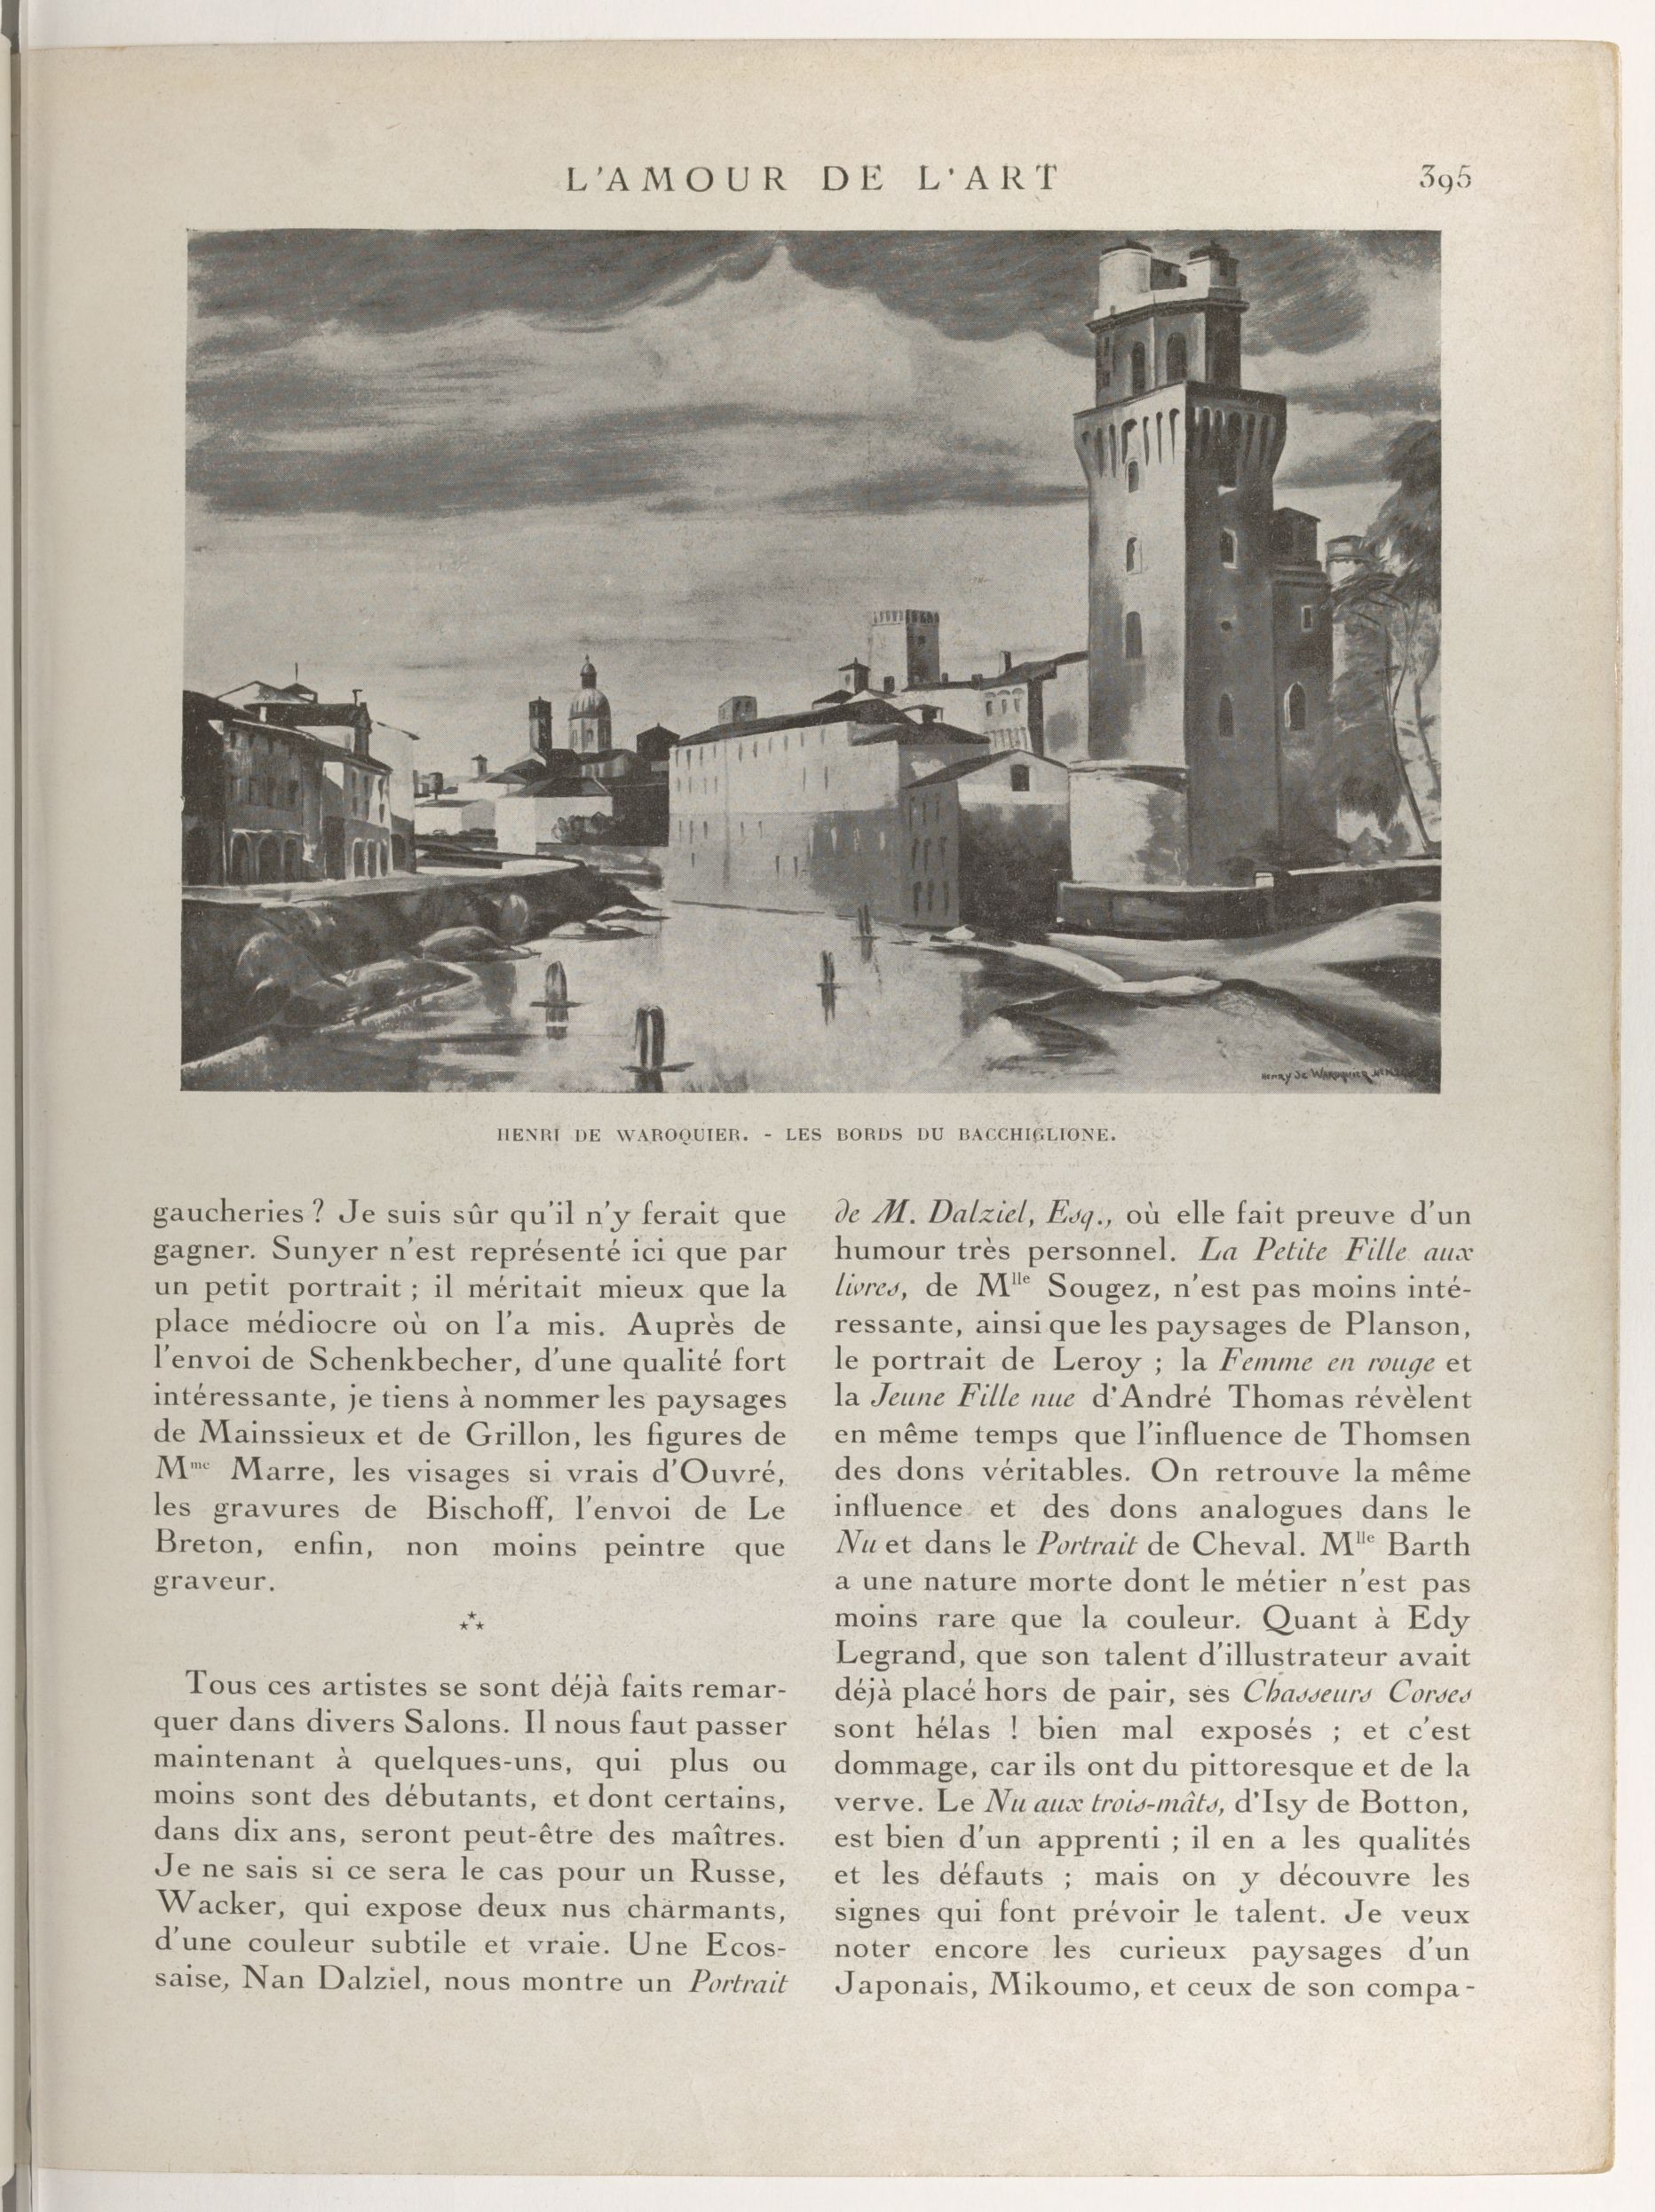 L'AMOUR DE L'ART
395
HENRY DE WAROQUIER
HENRI DE WAROQUIER. - LES BORDS DU BACCHIGLIONE.
gaucheries ? Je suis sûr qu'il n'y ferait que
gagner. Sunyer n'est représenté ici que par
un petit portrait ; il méritait mieux que la
place médiocre où on l'a mis. Auprès de
l'envoi de Schenkbecher, d'une qualité fort
intéressante, je tiens à nommer les paysages
de Mainssieux et de Grillon, les figures de
Mme Marre, les visages si vrais d'Ouvré,
les gravures de Bischoff, l'envoi de Le
Breton, enfin, non moins peintre que
graveur.
⁂
Tous ces artistes se sont déjà faits remar-
quer dans divers Salons. Il nous faut passer
maintenant à quelques-uns, qui plus ou
moins sont des débutants, et dont certains,
dans dix ans, seront peut-être des maîtres.
Je ne sais si ce sera le cas pour un Russe,
Wacker, qui expose deux nus charmants,
d'une couleur subtile et vraie. Une Ecos-
saise, Nan Dalziel, nous montre un Portrait
de M. Dalziel, Esq., où elle fait preuve d'un
humour très personnel. La Petite Fille aux
livres, de Mlle Sougez, n'est pas moins inté-
ressante, ainsi que les paysages de Planson,
le portrait de Leroy ; la Femme en rouge et
la Jeune Fille nue d'André Thomas révèlent
en même temps que l'influence de Thomsen
des dons véritables. On retrouve la même
influence et des dons analogues dans le
Nu et dans le Portrait de Cheval. Mlle Barth
a une nature morte dont le métier n'est pas
moins rare que la couleur. Quant à Edy
Legrand, que son talent d'illustrateur avait
déjà placé hors de pair, ses Chasseurs Corses
sont hélas ! bien mal exposés ; et c'est
dommage, car ils ont du pittoresque et de la
verve. Le Nu aux trois-mâts, d'Isy de Botton,
est bien d'un apprenti ; il en a les qualités
et les défauts ; mais on y découvre les
signes qui font prévoir le talent. Je veux
noter encore les curieux paysages d'un
Japonais, Mikoumo, et ceux de son compa-